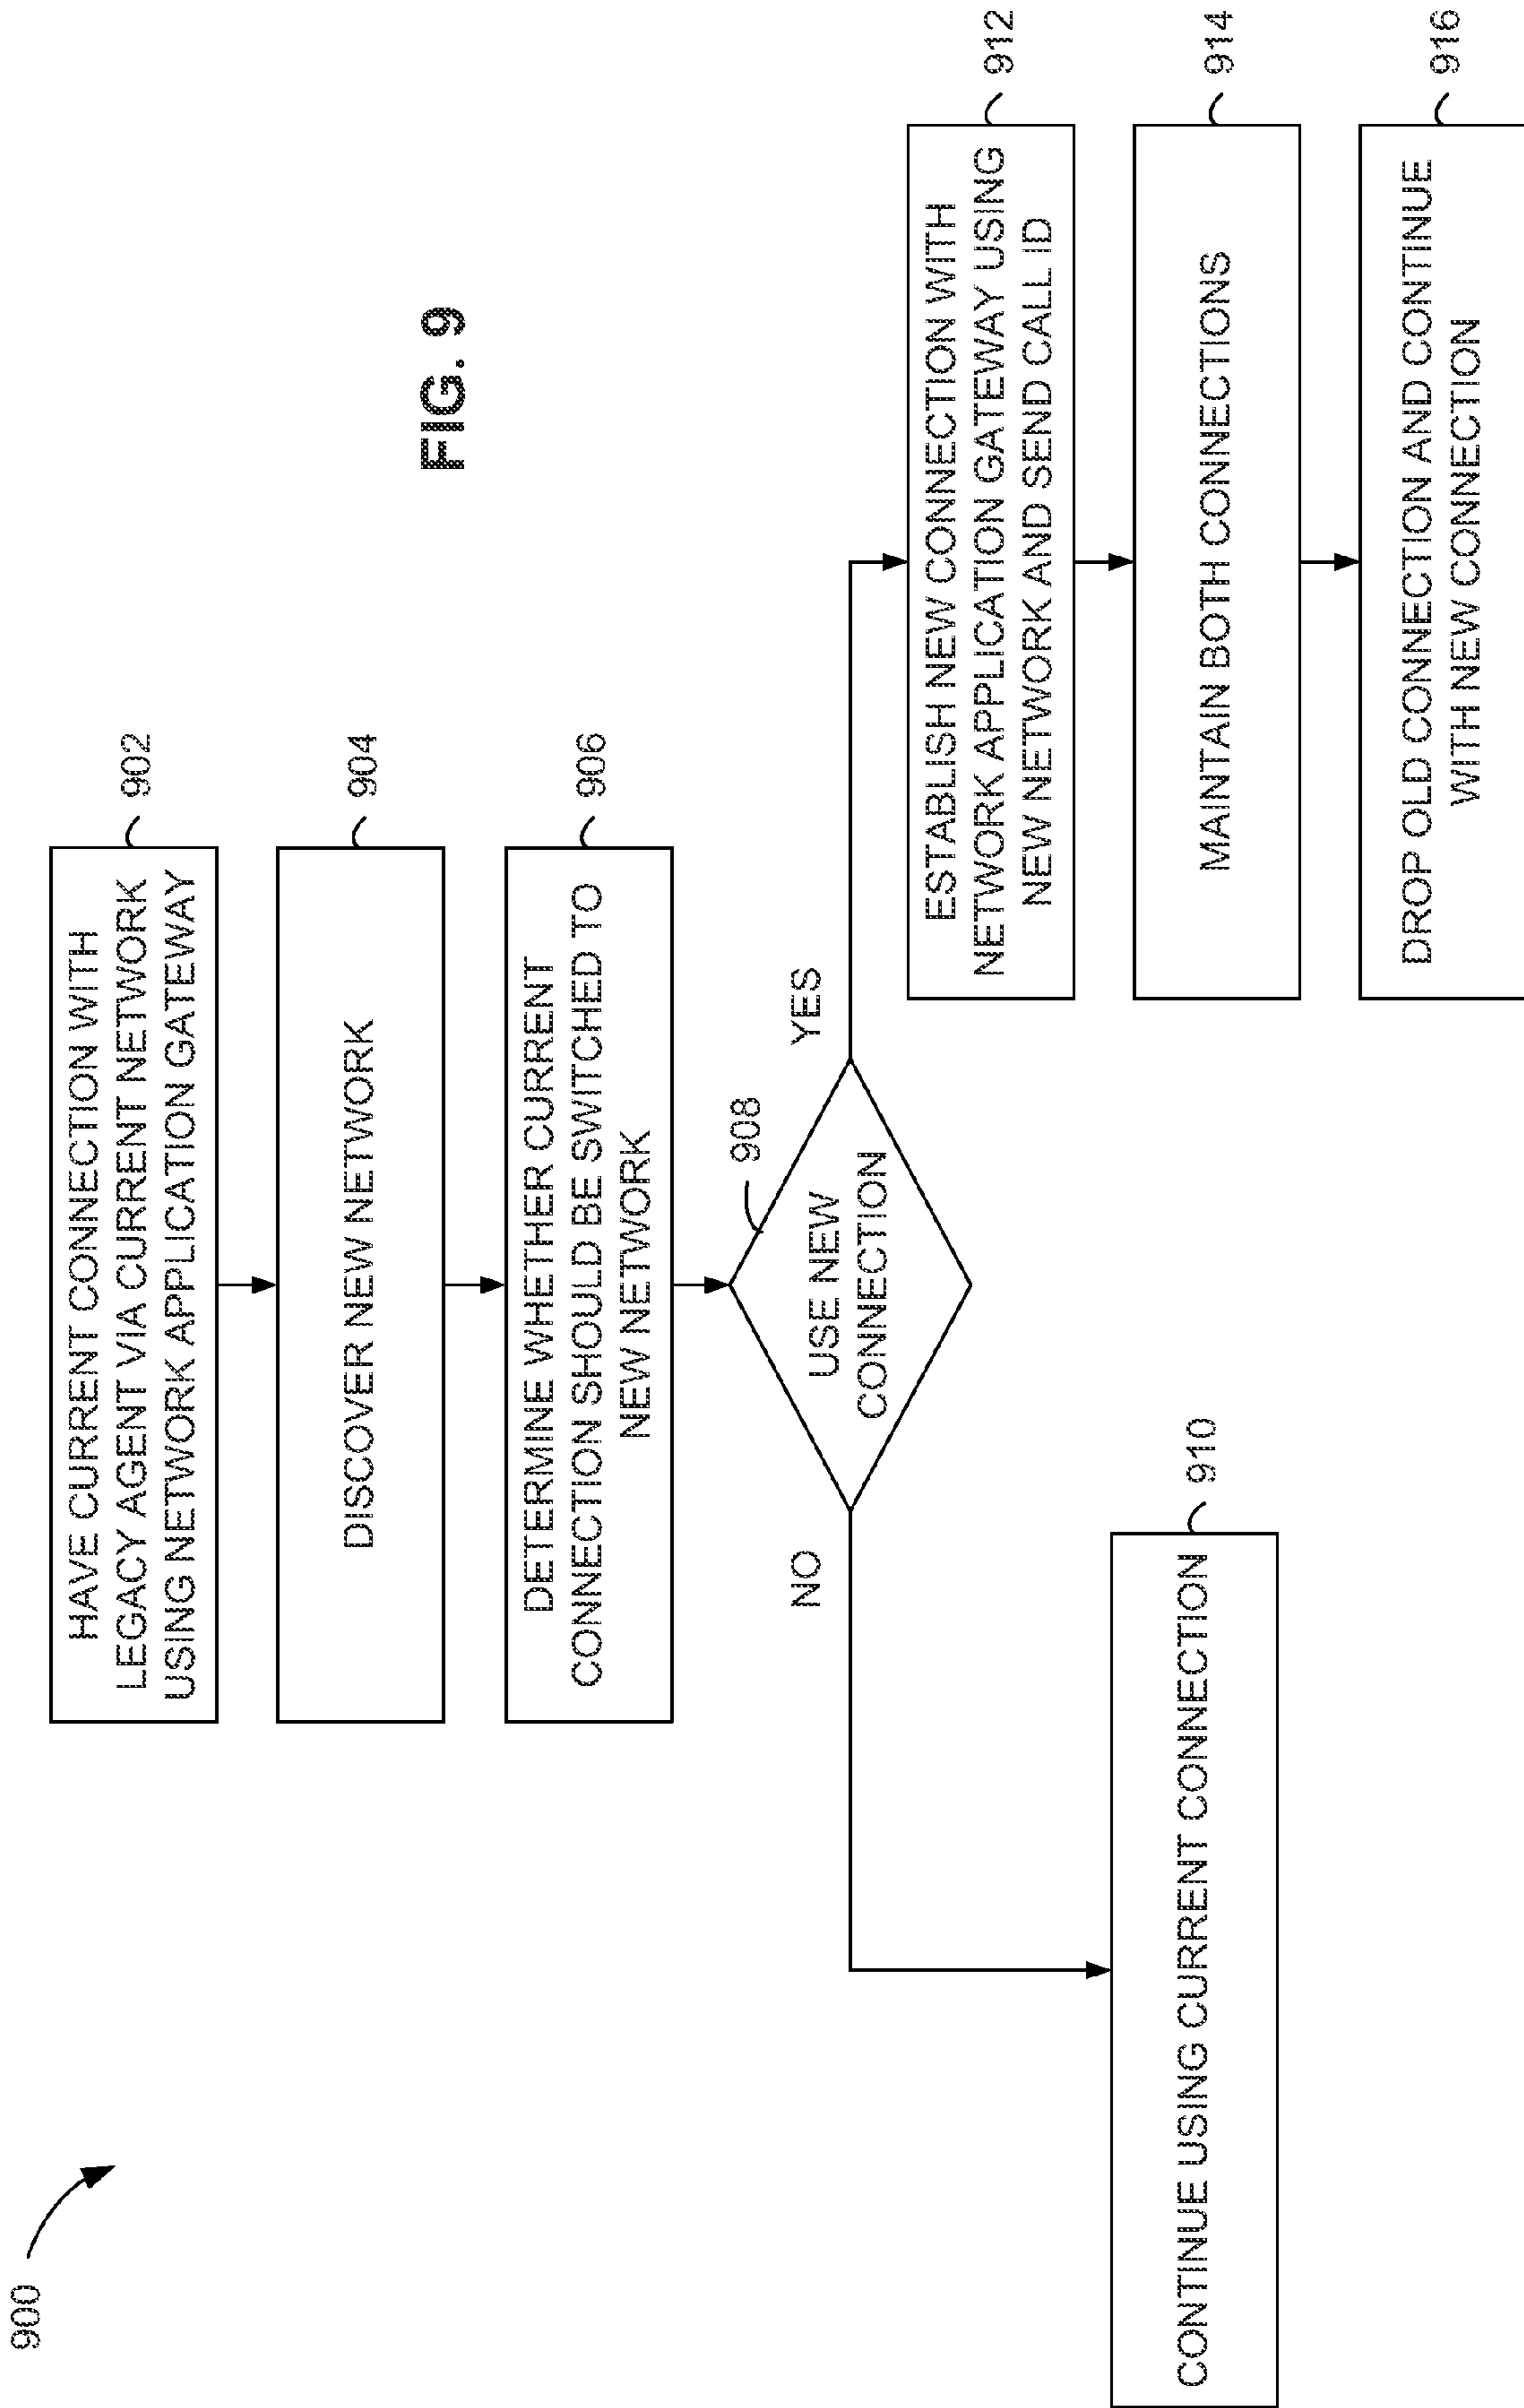 900
HAVE CURRENT CONNECTION WITH
LEGACY AGENT VIA CURRENT NETWORK
USING NETWORK APPLICATION GATEWAY
902
DISCOVER NEW NETWORK
904
DETERMINE WHETHER CURRENT
CONNECTION SHOULD BE SWITCHED TO
NEW NETWORK
906
FIG. 9
908
USE NEW
CONNECTION
NO
YES
CONTINUE USING CURRENT CONNECTION
910
ESTABLISH NEW CONNECTION WITH
NETWORK APPLICATION GATEWAY USING
NEW NETWORK AND SEND CALL ID
912
MAINTAIN BOTH CONNECTIONS
914
DROP OLD CONNECTION AND CONTINUE
WITH NEW CONNECTION
916